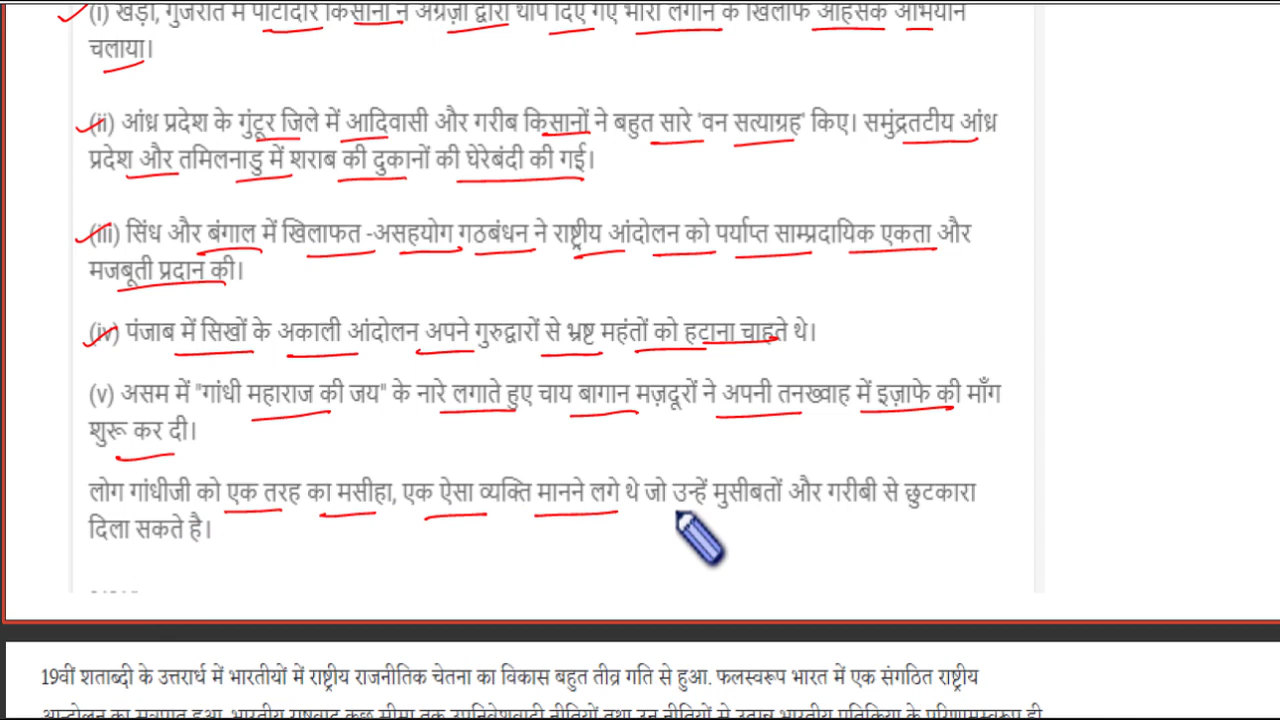 (i) खेड़ा, गुजरात में पाटीदार किसानों ने अंग्रेज़ों द्वारा थोप दिए गए भारी लगान के खिलाफ अहिंसक अभियान
चलाया।
(ii) आंध्र प्रदेश के गुंटूर जिले में आदिवासी और गरीब किसानों ने बहुत सारे 'वन सत्याग्रह' किए। समुंद्रतटीय आंध्र
प्रदेश और तमिलनाडु में शराब की दुकानों की घेरेबंदी की गई।
(iii) सिंध और बंगाल में खिलाफत -असहयोग गठबंधन ने राष्ट्रीय आंदोलन को पर्याप्त साम्प्रदायिक एकता और
मजबूती प्रदान की।
(iv) पंजाब में सिखों के अकाली आंदोलन अपने गुरुद्वारों से भ्रष्ट महंतों को हटाना चाहते थे।
(v) असम में "गांधी महाराज की जय" के नारे लगाते हुए चाय बागान मज़दूरों ने अपनी तनख्वाह में इज़ाफे की माँग
शुरू कर दी।
लोग गांधीजी को एक तरह का मसीहा, एक ऐसा व्यक्ति मानने लगे थे जो उन्हें मुसीबतों और गरीबी से छुटकारा
दिला सकते है।
19वीं शताब्दी के उत्तरार्ध में भारतीयों में राष्ट्रीय राजनीतिक चेतना का विकास बहुत तीव्र गति से हुआ. फलस्वरूप भारत में एक संगठित राष्ट्रीय